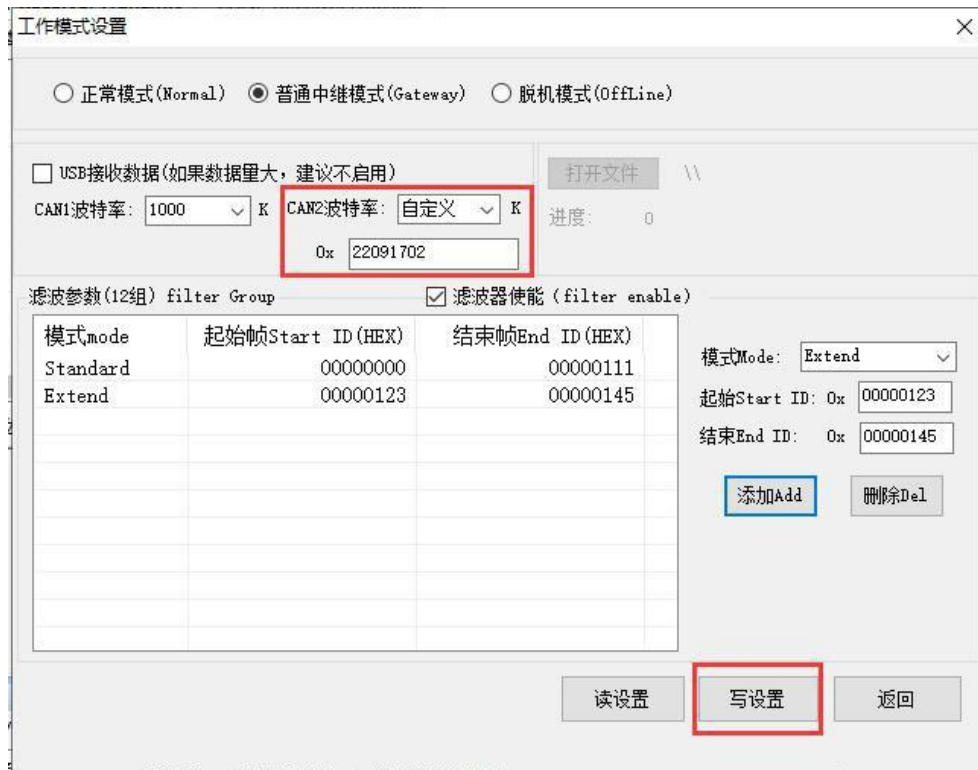 工作模式设置
正常模式(Normal) 普通中继模式(Gateway) 脱机模式(OffLine)
USB接收数据(如果数据量大，建议不启用)
打开文件 \\
CAN1波特率: 1000 K CAN2波特率: 自定义 K
进度: 0
0x 22091702
滤波参数(12组) filter Group 滤波器使能 (filter enable)
模式mode 起始帧Start ID(HEX) 结束帧End ID(HEX)
Standard 00000000 00000111
Extend 00000123 00000145
模式Mode: Extend
起始Start ID: 0x 00000123
结束End ID: 0x 00000145
添加Add 删除Del
读设置 写设置 返回